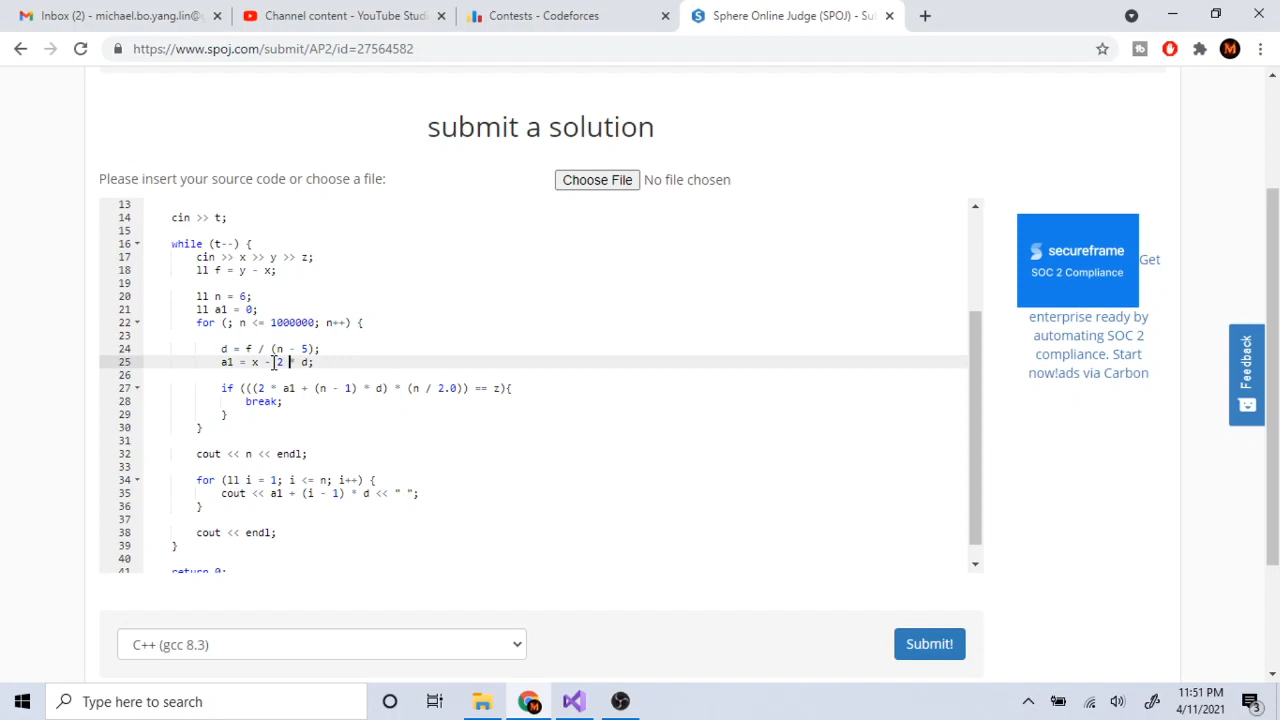 Inbox (2) – michael.bo.yang.lin@
Channel content - YouTube Studi
Contests - Codeforces
Sphere Online Judge (SPOJ) - Sub
https://www.spoj.com/submit/AP2/id=27564582
submit a solution
Please insert your source code or choose a file:
Choose File No file chosen
13
14 cin >> t;
15
16 while (t--) {
17 cin >> x >> y >> z;
18 ll f = y - x;
19
20 ll n = 6;
21 ll a1 = 0;
22 for (; n <= 1000000; n++) {
23
24 d = f / (n - 5);
25 a1 = x - 2 * d;
26
27 if (((2 * a1 + (n - 1) * d) * (n / 2.0)) == z){
28 break;
29 }
30 }
31
32 cout << n << endl;
33
34 for (ll i = 1; i <= n; i++) {
35 cout << a1 + (i - 1) * d << " ";
36 }
37
38 cout << endl;
39 }
40
41 return 0;
secureframe
SOC 2 Compliance
Get
enterprise ready by
automating SOC 2
compliance. Start
now!ads via Carbon
Feedback
C++ (gcc 8.3)
Submit!
Type here to search
11:51 PM
4/11/2021
3